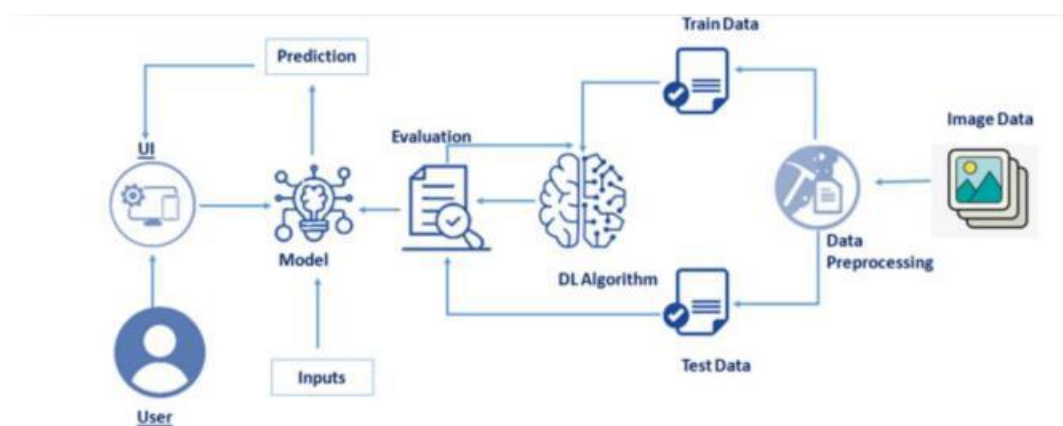 Train Data
Prediction
Image Data
Evaluation
UI
Model
Data
Preprocessing
DL Algorithm
Inputs
Test Data
User